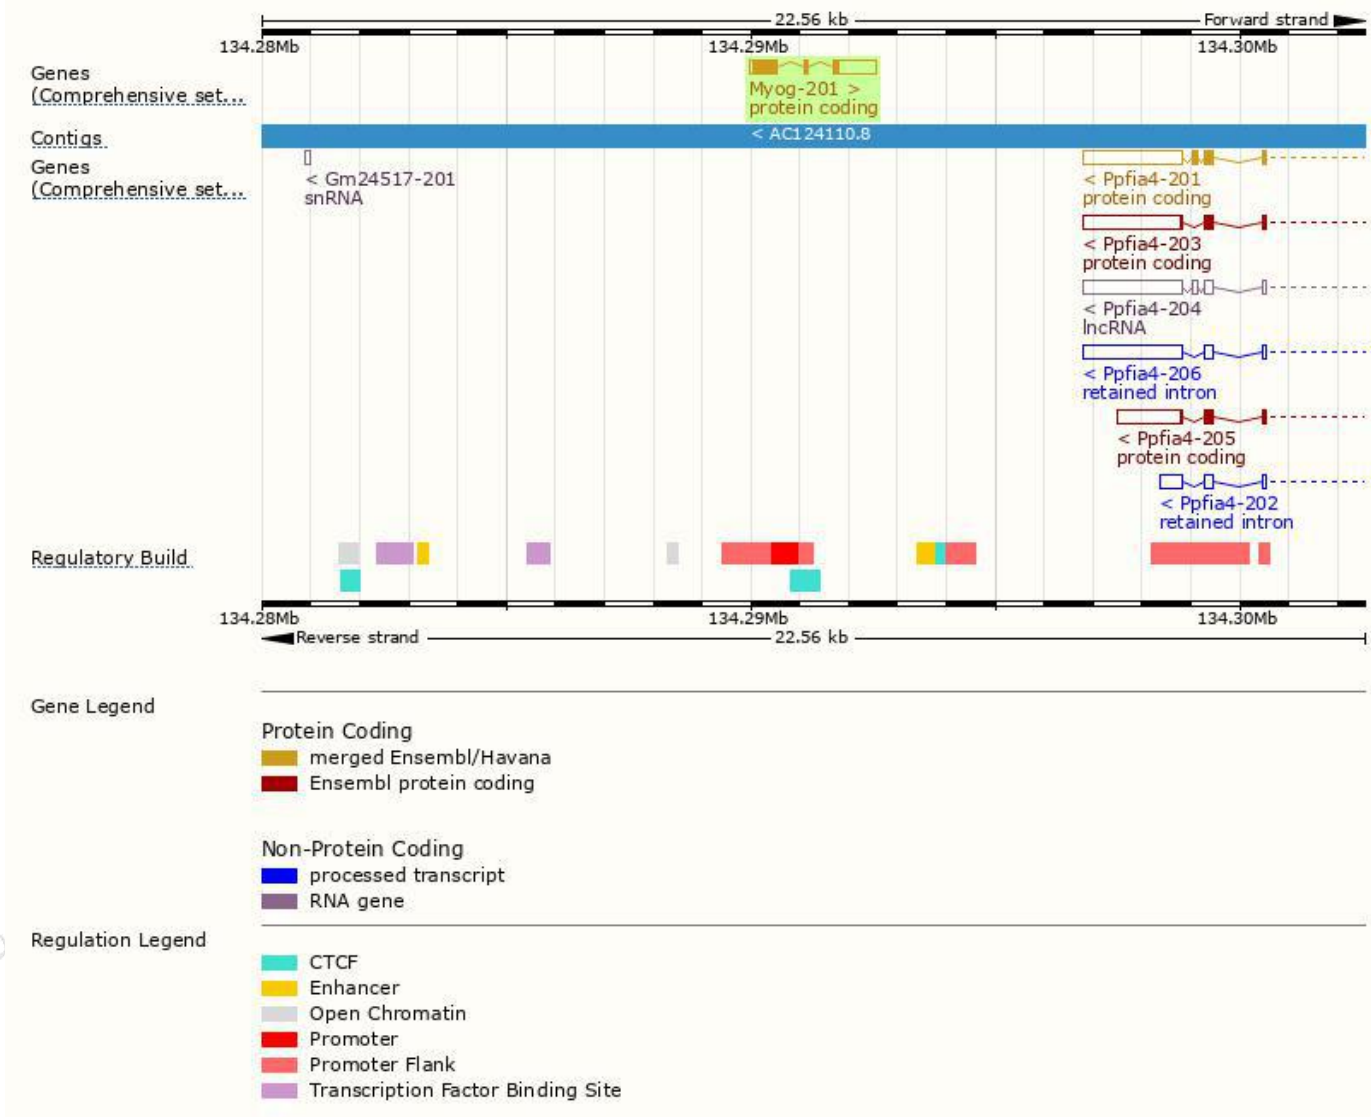 22.56 kb
Forward strand
134.28Mb
134.29Mb
134.30Mb
Genes
(Comprehensive set...
Myog-201 >
protein coding
Contigs
< AC124110.8
Genes
(Comprehensive set...
< Gm24517-201
snRNA
< Ppfia4-201
protein coding
< Ppfia4-203
protein coding
< Ppfia4-204
lncRNA
< Ppfia4-206
retained intron
< Ppfia4-205
protein coding
< Ppfia4-202
retained intron
Regulatory Build
134.28Mb
134.29Mb
134.30Mb
Reverse strand
22.56 kb
Gene Legend
Protein Coding
merged Ensembl/Havana
Ensembl protein coding
Non-Protein Coding
processed transcript
RNA gene
Regulation Legend
CTCF
Enhancer
Open Chromatin
Promoter
Promoter Flank
Transcription Factor Binding Site